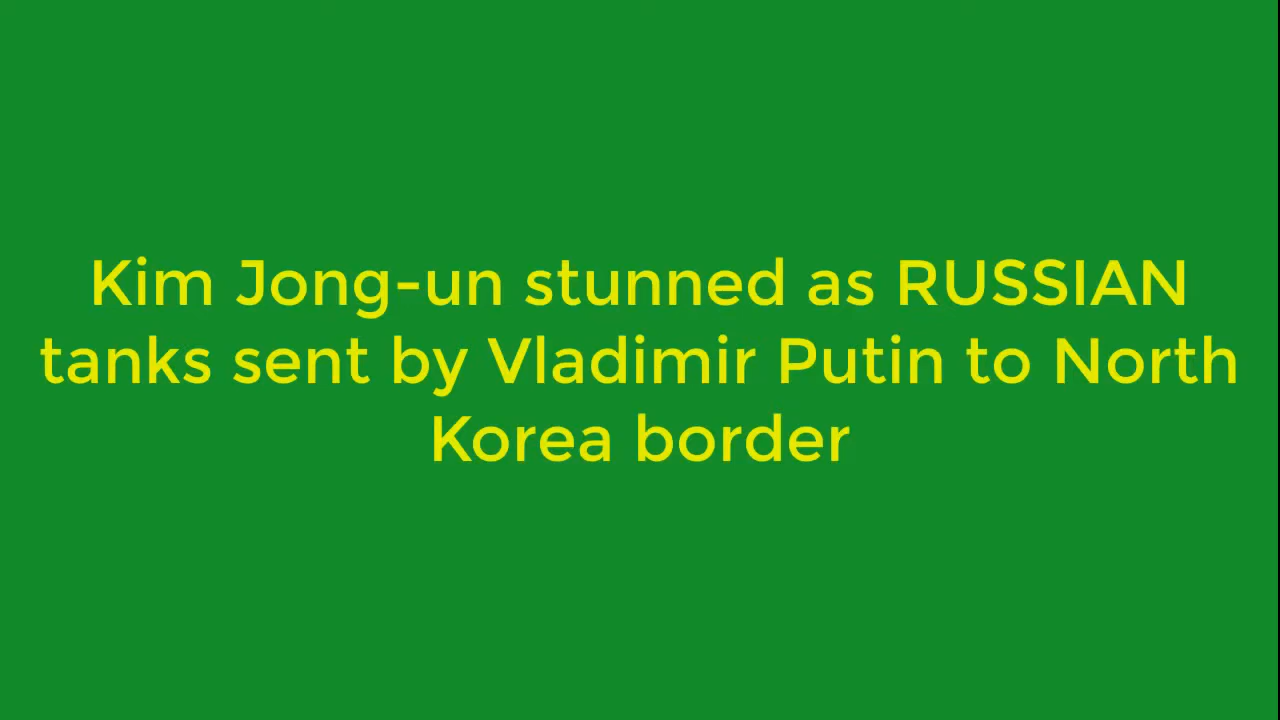 Kim Jong-un stunned as RUSSIAN
tanks sent by Vladimir Putin to North
Korea border